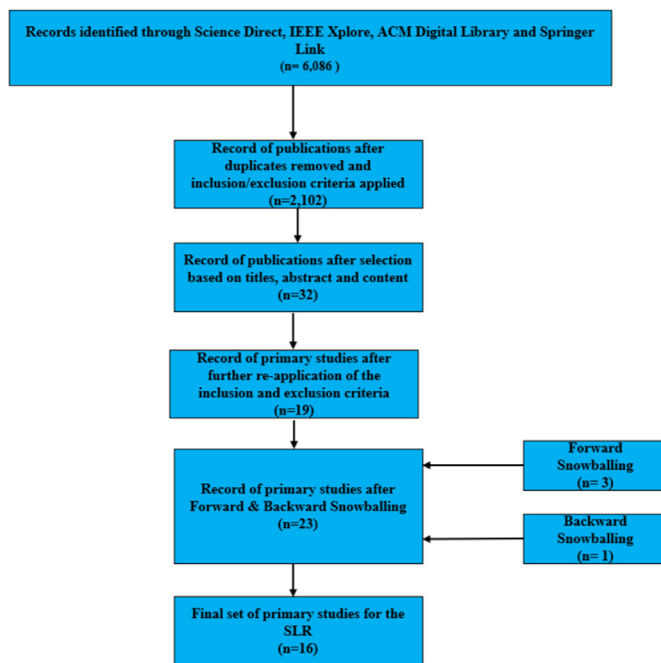 Records identified through Science Direct, IEEE Xplore, ACM Digital Library and Springer
Link
(n= 6,086 )
Record of publications after
duplicates removed and
inclusion/exclusion criteria applied
(n=2,102)
Record of publications after selection
based on titles, abstract and content
(n=32)
Record of primary studies after
further re-application of the
inclusion and exclusion criteria
(n=19)
Forward
Snowballing
(n= 3)
Record of primary studies after
Forward & Backward Snowballing
(n=23)
Backward
Snowballing
(n= 1)
Final set of primary studies for the
SLR
(n=16)